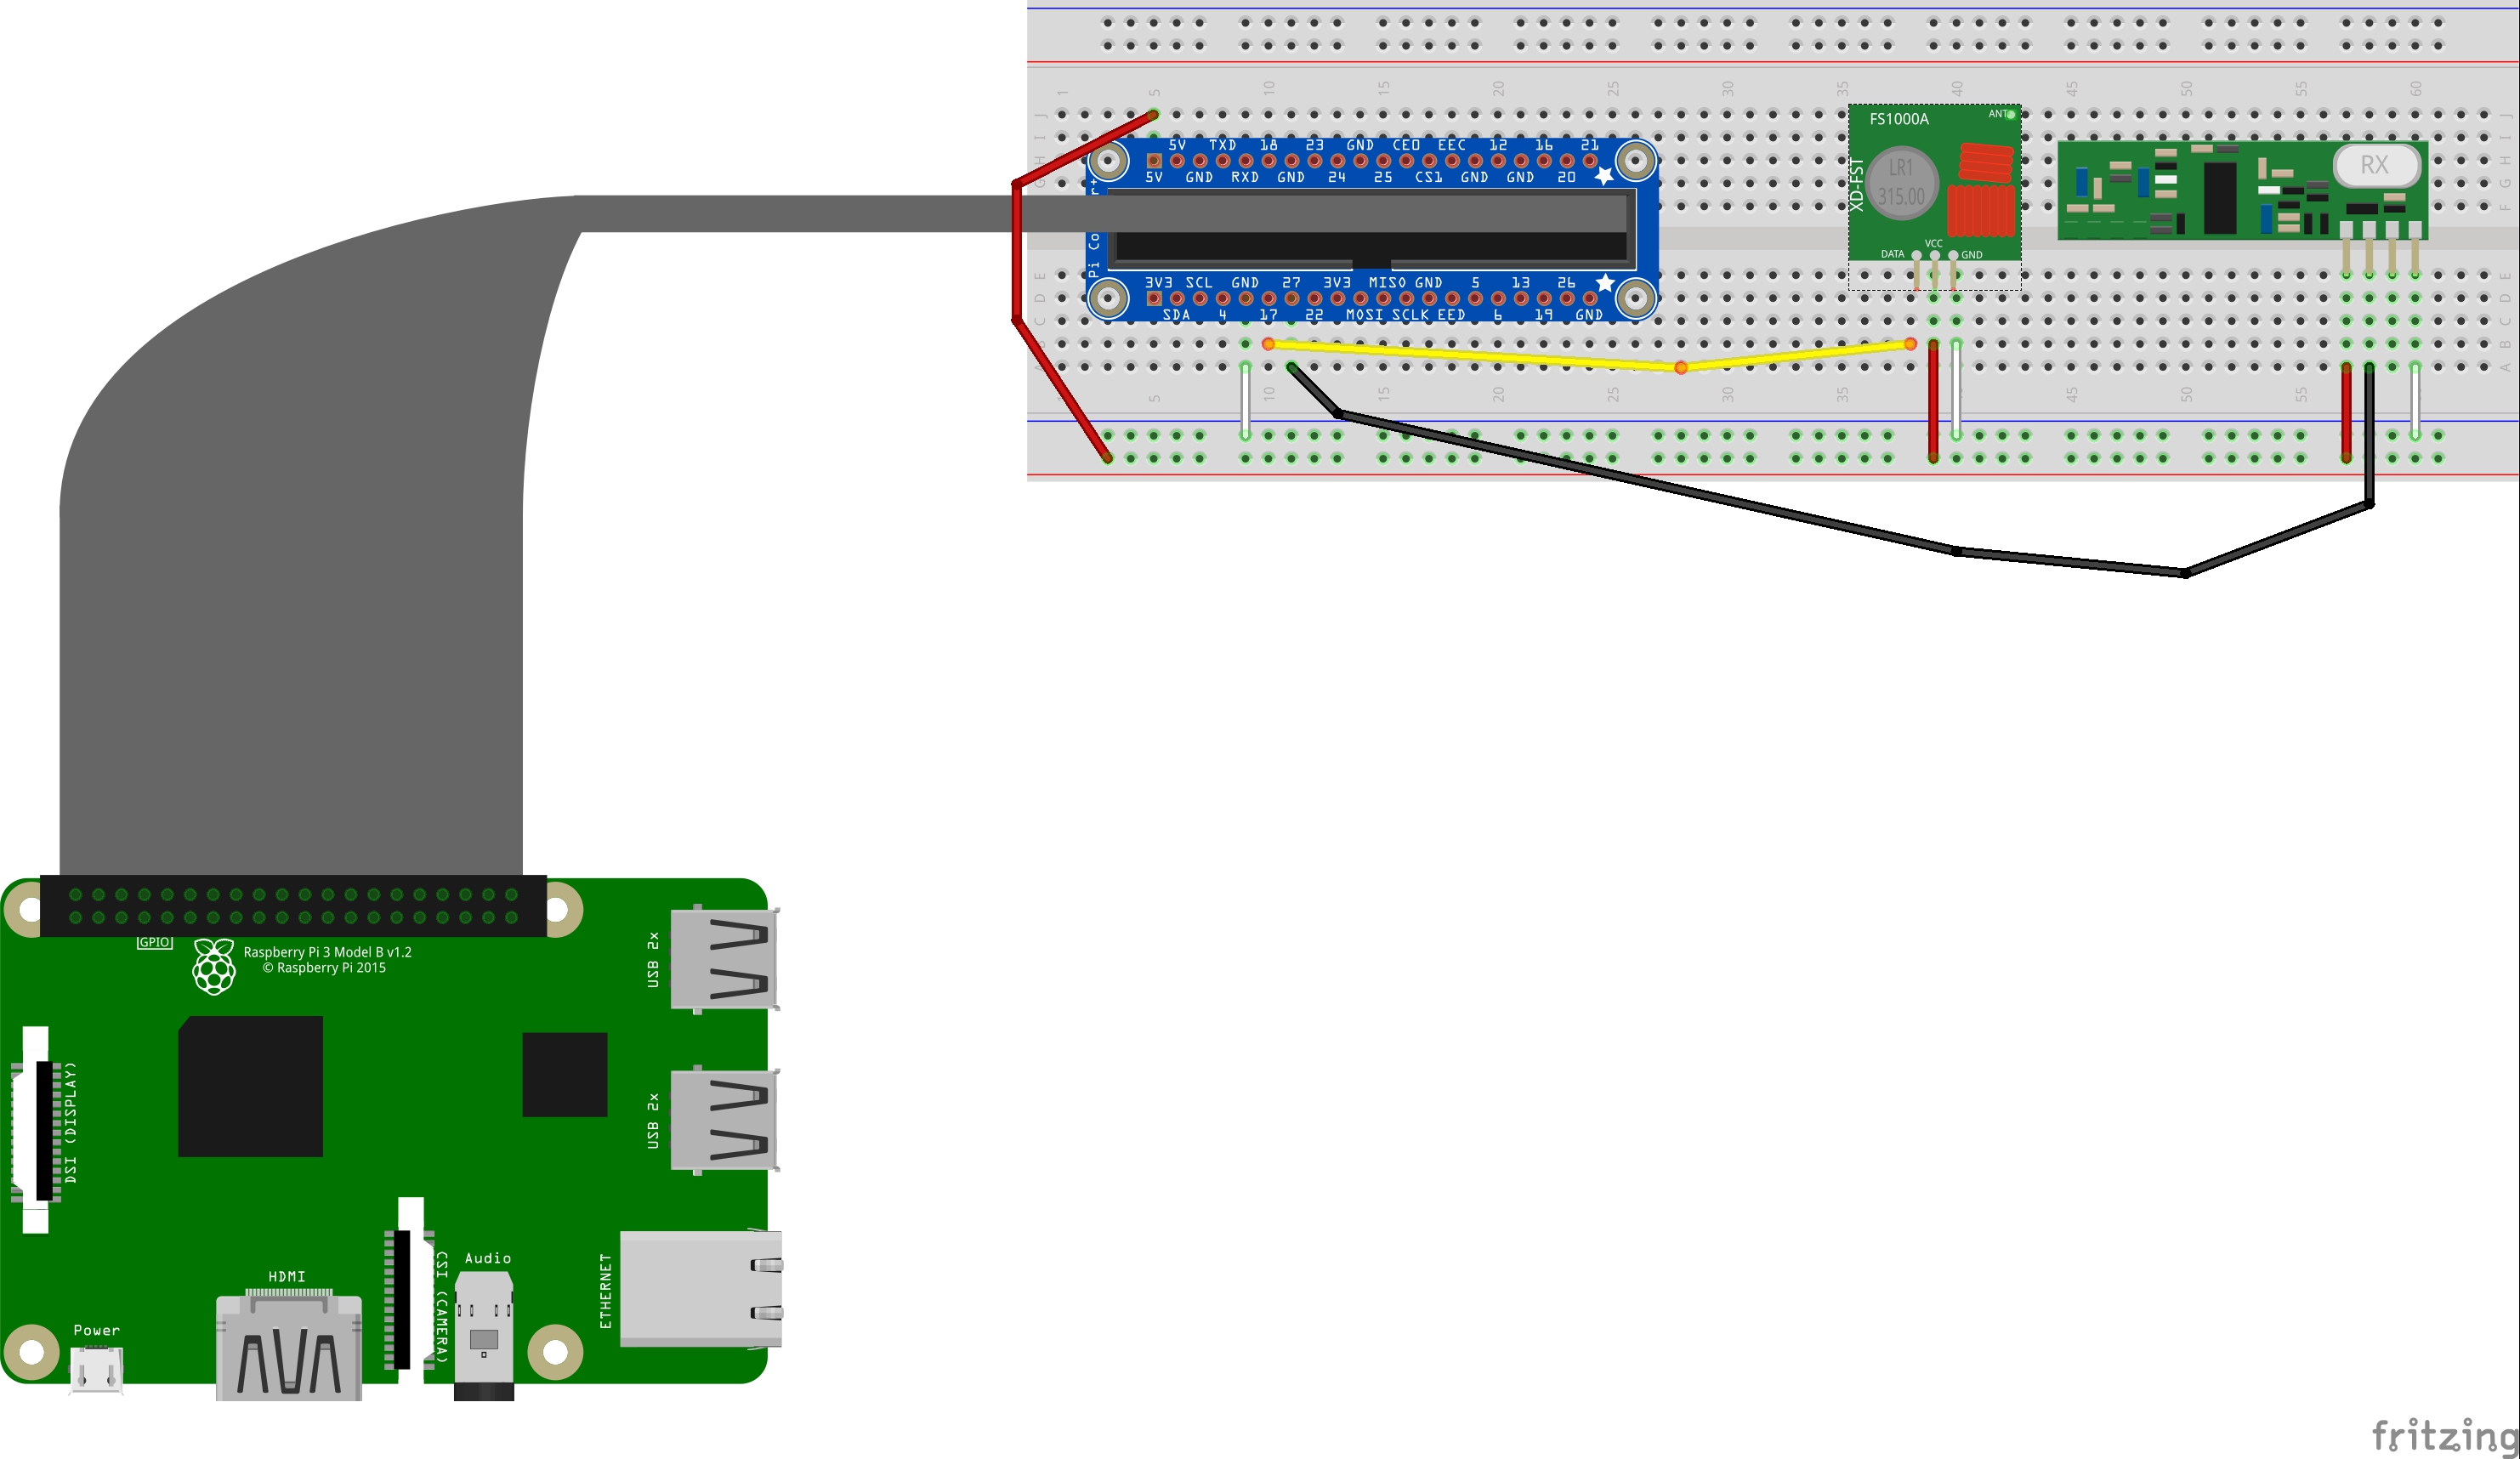 1 5 10 15 20 25 30 35 40 45 50 55 60
J
I
H
G
F
5V TXD 18 23 GND CE0 EEC 12 16 21
5V GND RXD GND 24 25 CS1 GND GND 20
3V3 SCL GND 27 3V3 MISO GND 5 13 26
SDA 4 17 22 MOSI SCLK EED 6 19 GND
FS1000A
ANT
XD-FST
LR1
315.00
VCC
DATA GND
RX
E
D
C
B
A
5 10 15 20 25 30 35 45 50 55 60
GPIO
Raspberry Pi 3 Model B v1.2
© Raspberry Pi 2015
USB 2x
USB 2x
DSI (DISPLAY)
CSI (CAMERA)
Audio
HDMI
ETHERNET
Power
fritzing